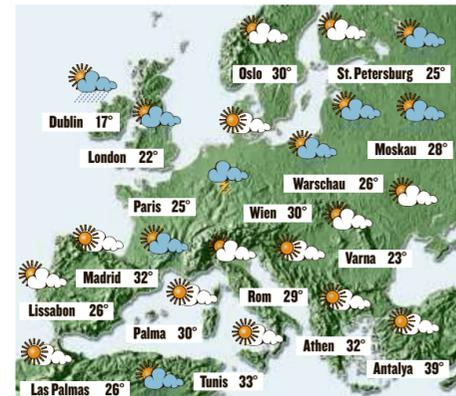 Oslo 30°
St. Petersburg 25°
Dublin 17°
Moskau 28°
London 22°
Warschau 26°
Paris 25°
Wien 30°
Varna 23°
Madrid 32°
Rom 29°
Lissabon 26°
Palma 30°
Athen 32°
Antalya 39°
Tunis 33°
Las Palmas 26°